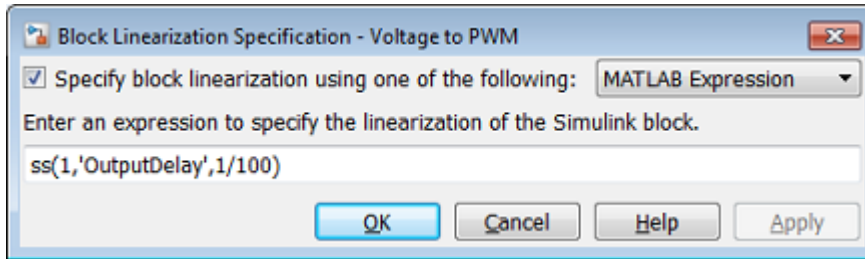 Block Linearization Specification - Voltage to PWM
Specify block linearization using one of the following: MATLAB Expression
Enter an expression to specify the linearization of the Simulink block.
ss(1,'OutputDelay',1/100)
OK Cancel Help Apply